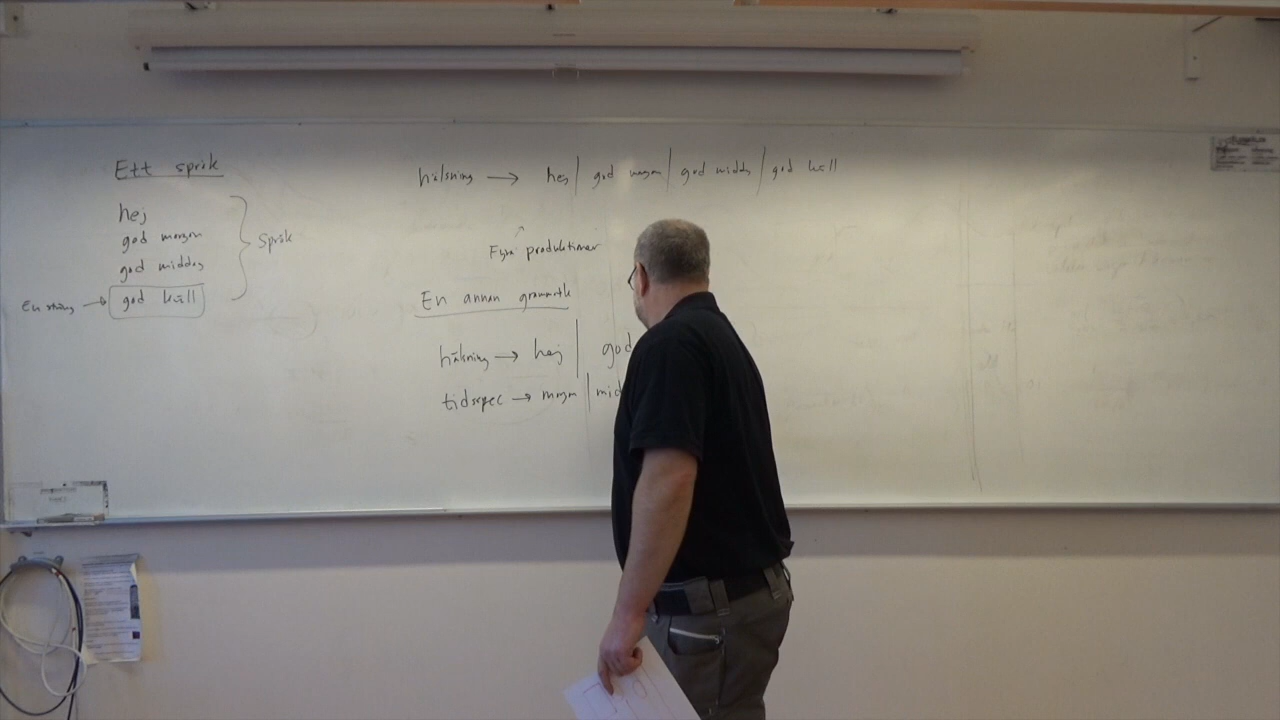 Ett språk
hej
god morgon
god middag
god kväll
En sträng →
Språk
hälsning → hej | god morgon | god middag | god kväll
Fyra produktioner
En annan grammatik
hälsning → hej | god
tidsspec → morgon | mid